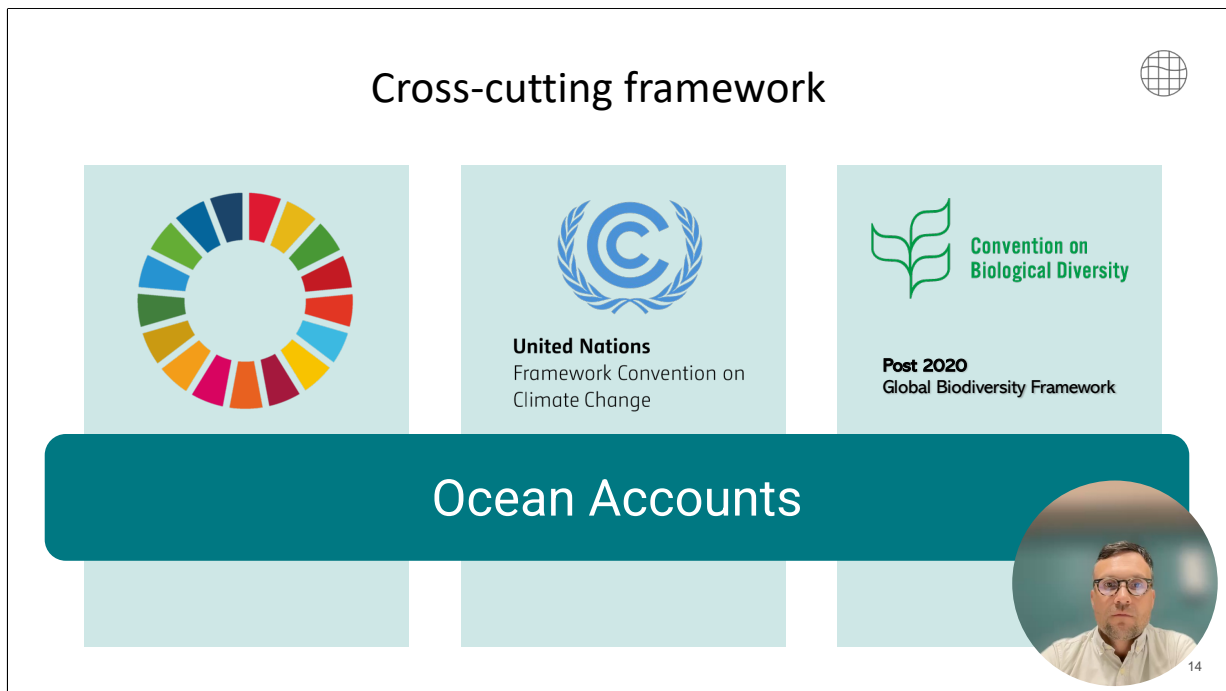 Cross-cutting framework
Convention on
Biological Diversity
United Nations
Framework Convention on
Climate Change
Post 2020
Global Biodiversity Framework
Ocean Accounts
14